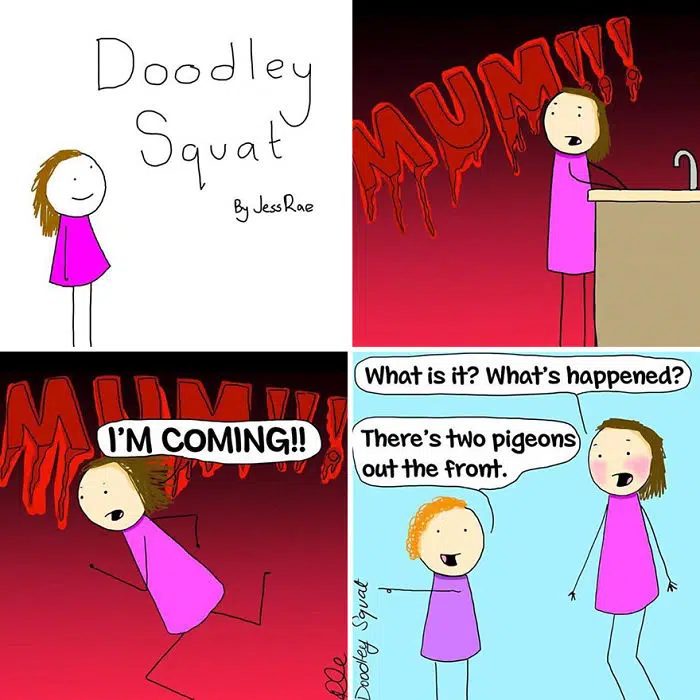 Doodley
Squat
By Jess Rae
MUM!!!
MUM!!!
I'M COMING!!
What is it? What's happened?
There's two pigeons
out the front.
Doodley Squat